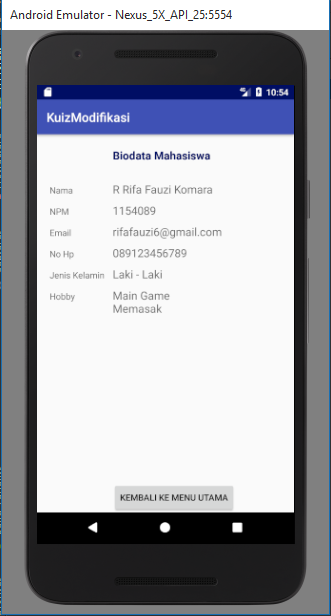 Android Emulator - Nexus_5X_API_25:5554
10:54
KuizModifikasi
Biodata Mahasiswa
Nama R Rifa Fauzi Komara
NPM 1154089
Email rifafauzi6@gmail.com
No Hp 089123456789
Jenis Kelamin Laki - Laki
Hobby Main Game
Memasak
KEMBALI KE MENU UTAMA